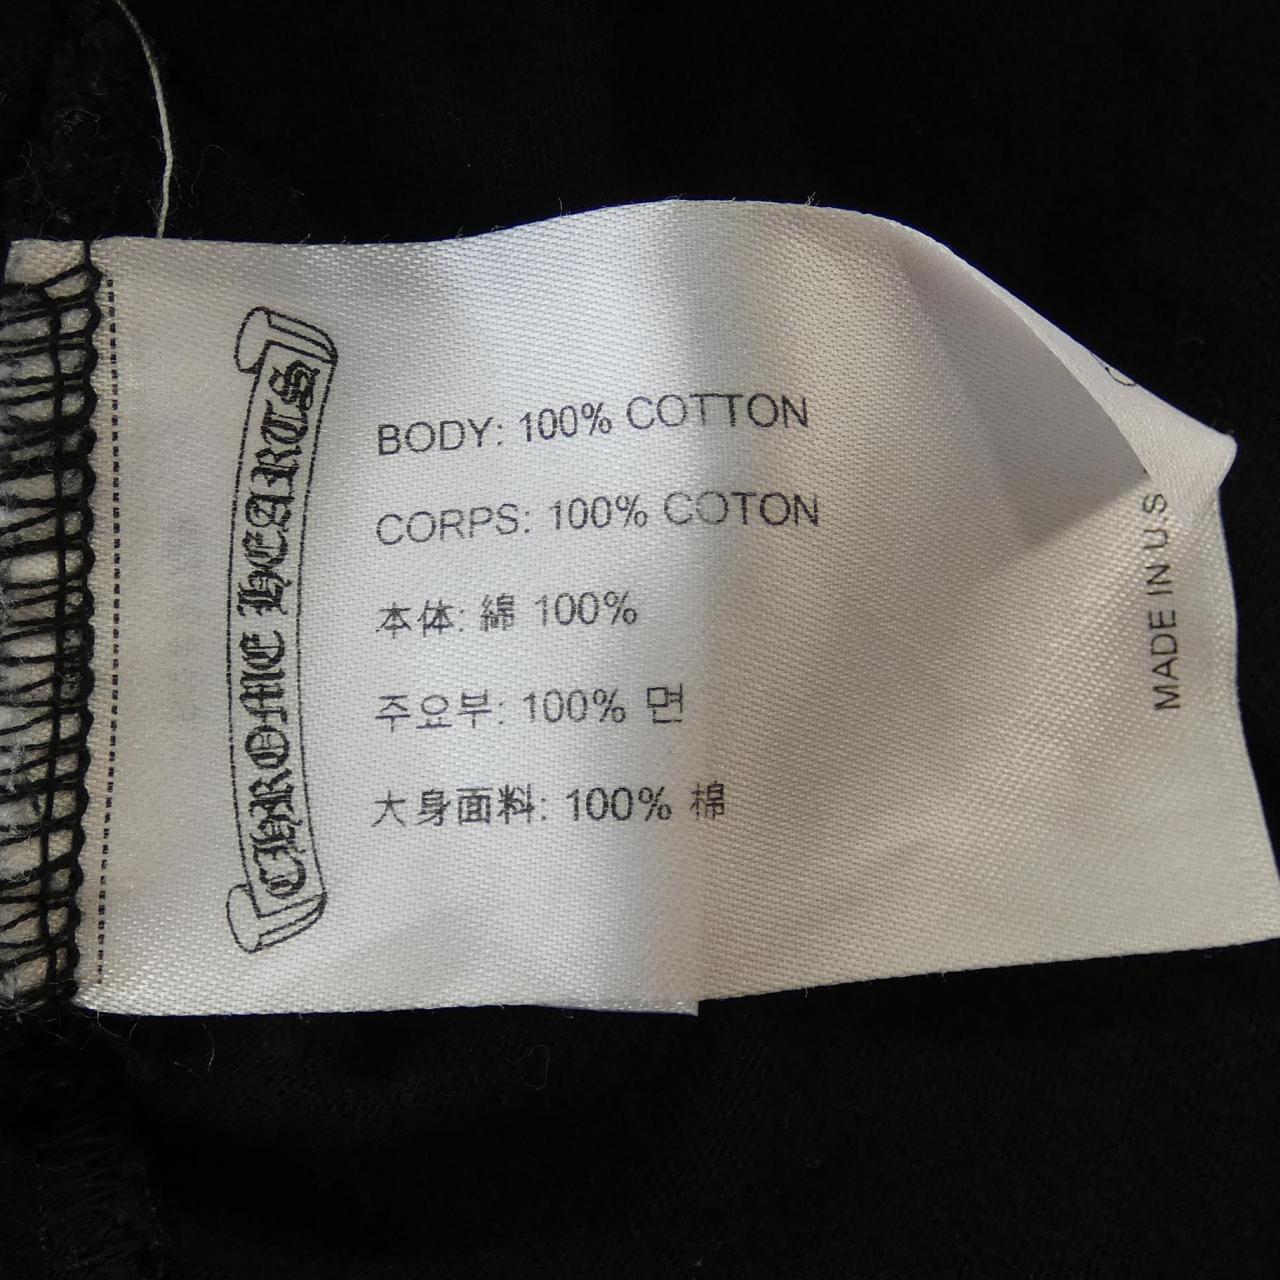 CHROME HEARTS
BODY: 100% COTTON
CORPS: 100% COTON
本体: 綿 100%
주요부: 100% 면
大身面料: 100% 棉
MADE IN U.S